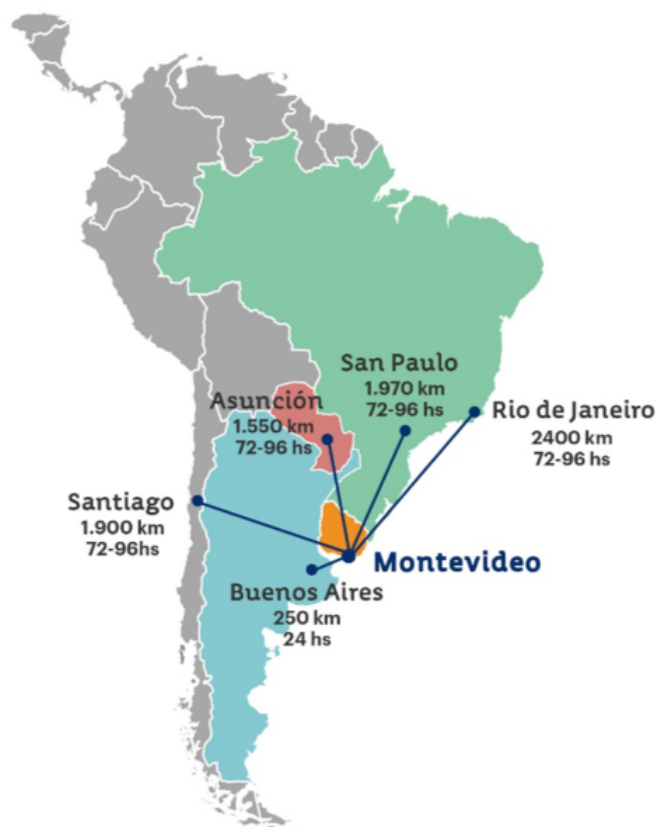 San Paulo
1.970 km
72-96 hs
Asunción
1.550 km
72-96 hs
Rio de Janeiro
2400 km
72-96 hs
Santiago
1.900 km
72-96hs
Montevideo
Buenos Aires
250 km
24 hs